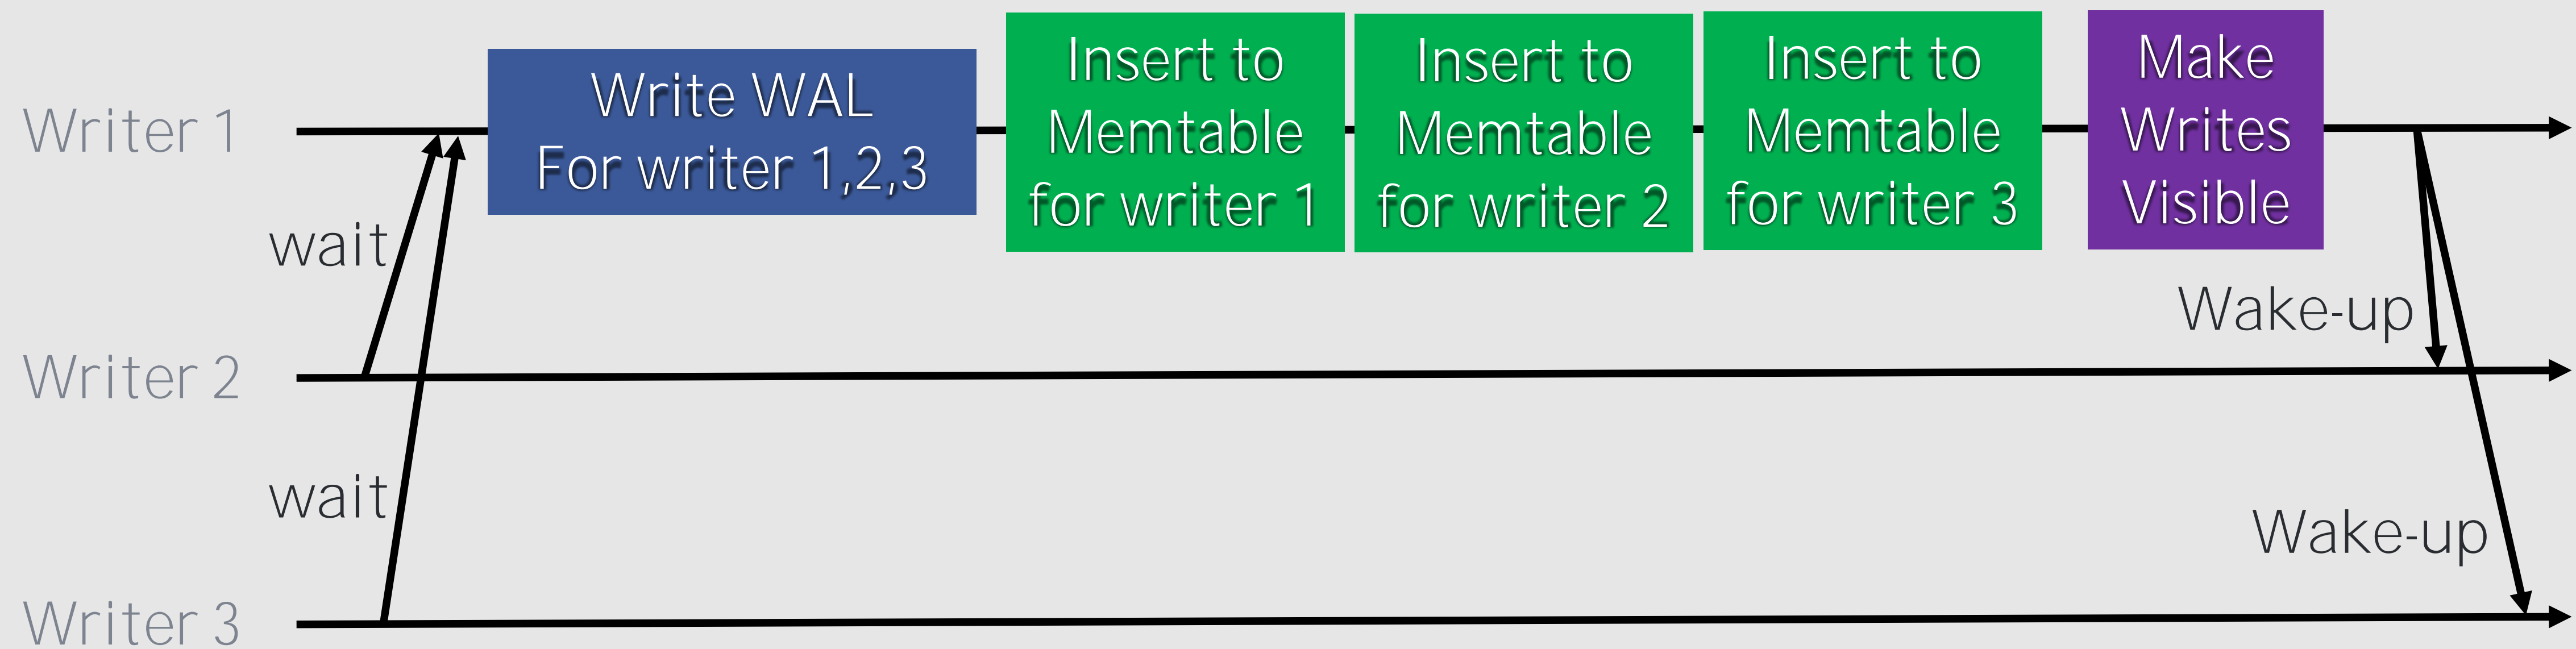 Writer 1
Write WAL
For writer 1,2,3
Insert to
Memtable
for writer 1
Insert to
Memtable
for writer 2
Insert to
Memtable
for writer 3
Make
Writes
Visible
wait
Wake-up
Writer 2
wait
Wake-up
Writer 3